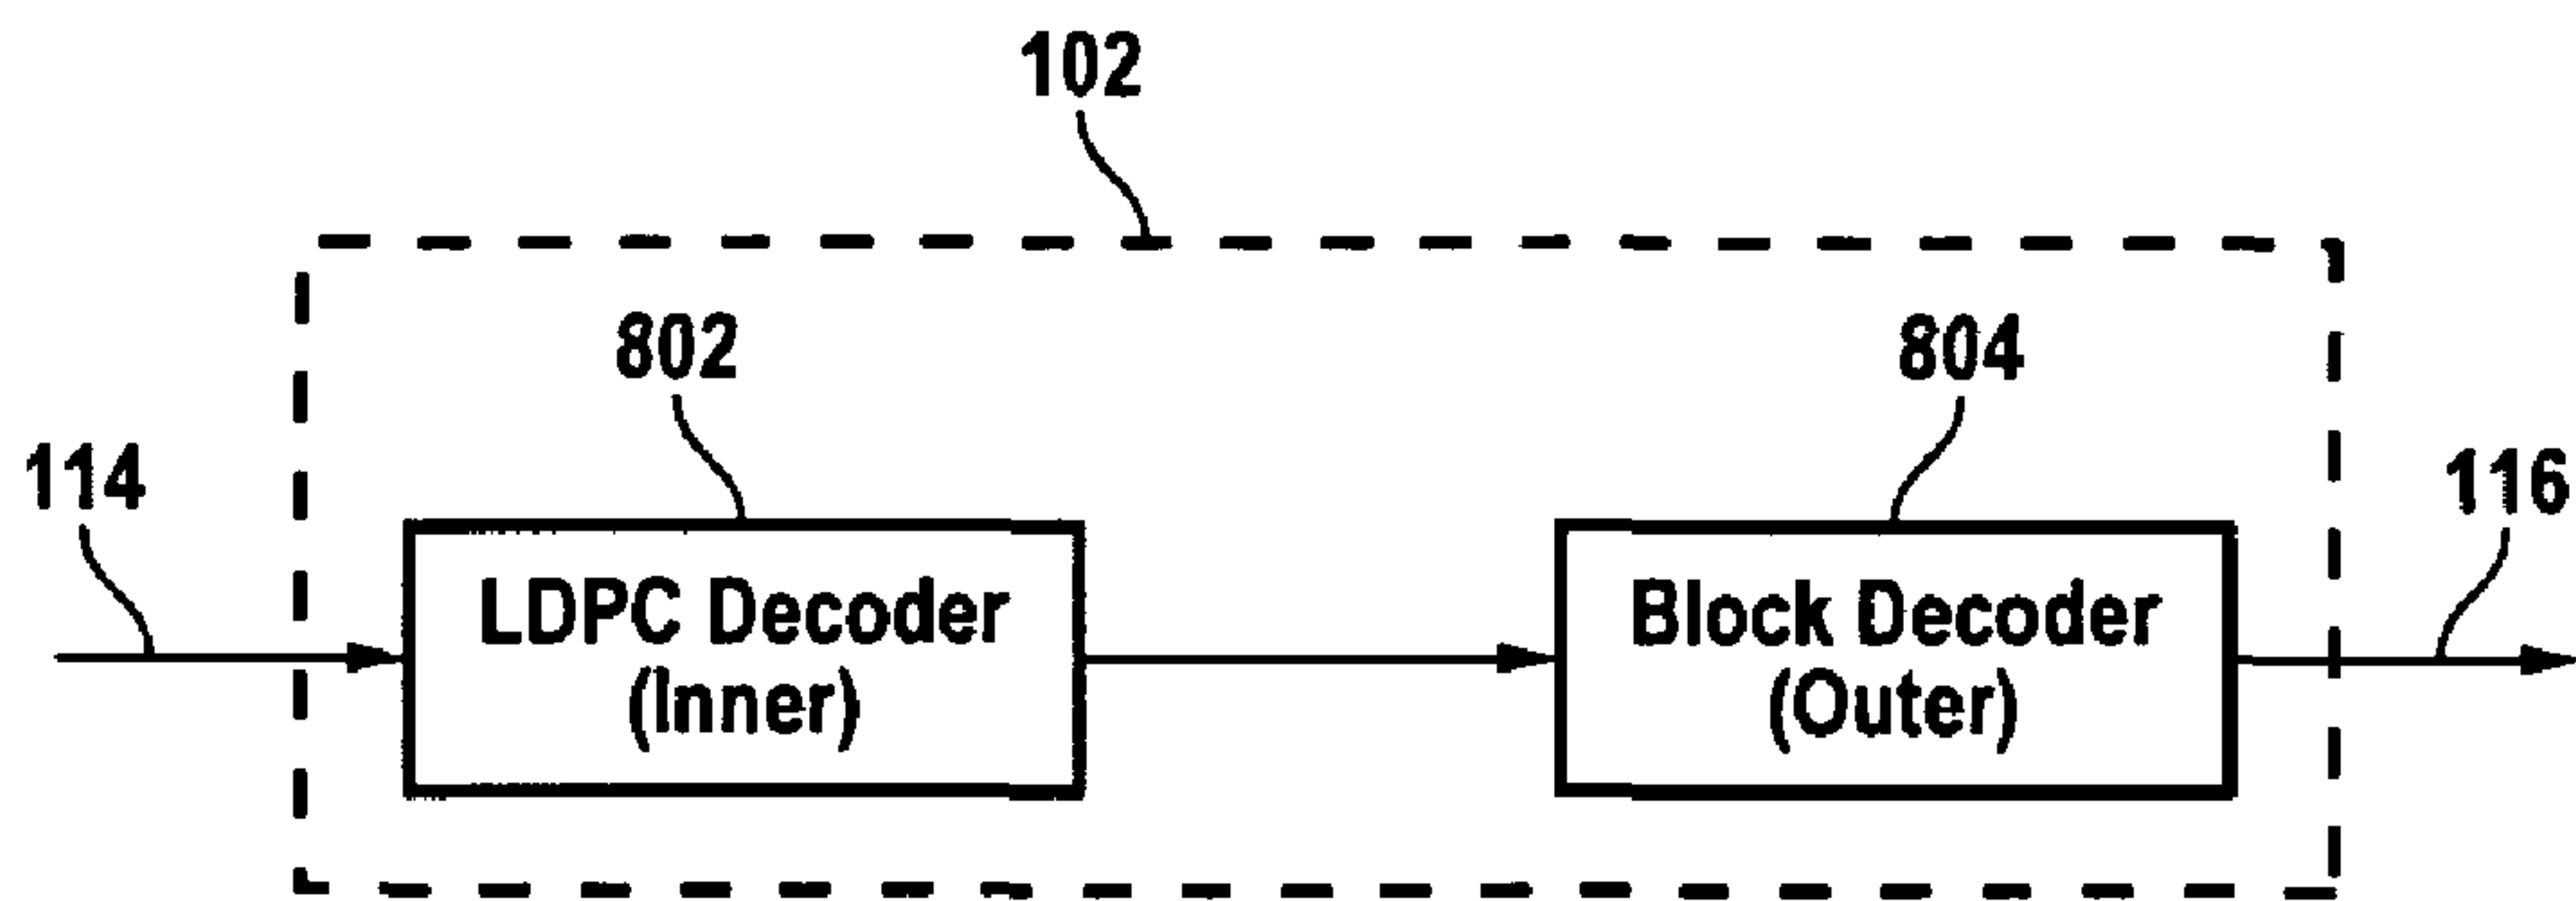 102
802
804
114
116
LDPC Decoder
(Inner)
Block Decoder
(Outer)